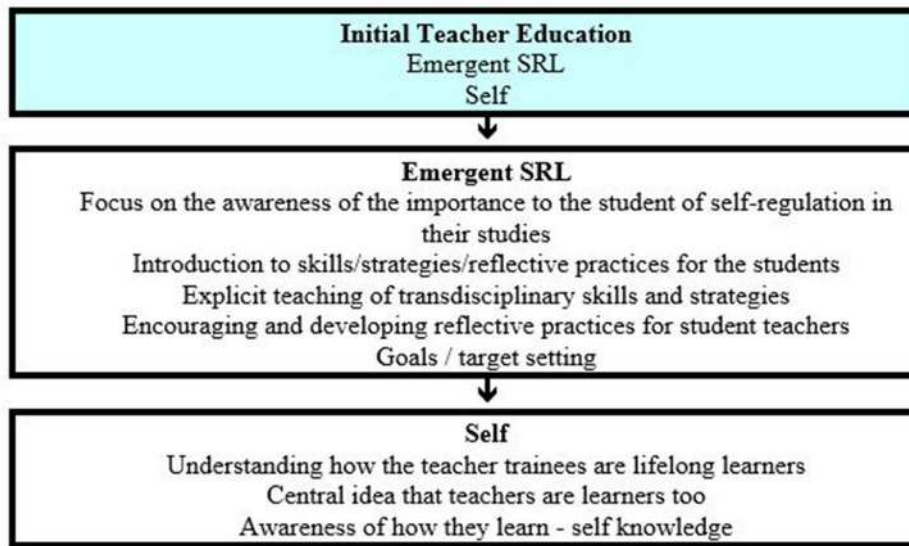 Initial Teacher Education
Emergent SRL
Self
Emergent SRL
Focus on the awareness of the importance to the student of self-regulation in
their studies
Introduction to skills/strategies/reflective practices for the students
Explicit teaching of transdisciplinary skills and strategies
Encouraging and developing reflective practices for student teachers
Goals / target setting
Self
Understanding how the teacher trainees are lifelong learners
Central idea that teachers are learners too
Awareness of how they learn - self knowledge